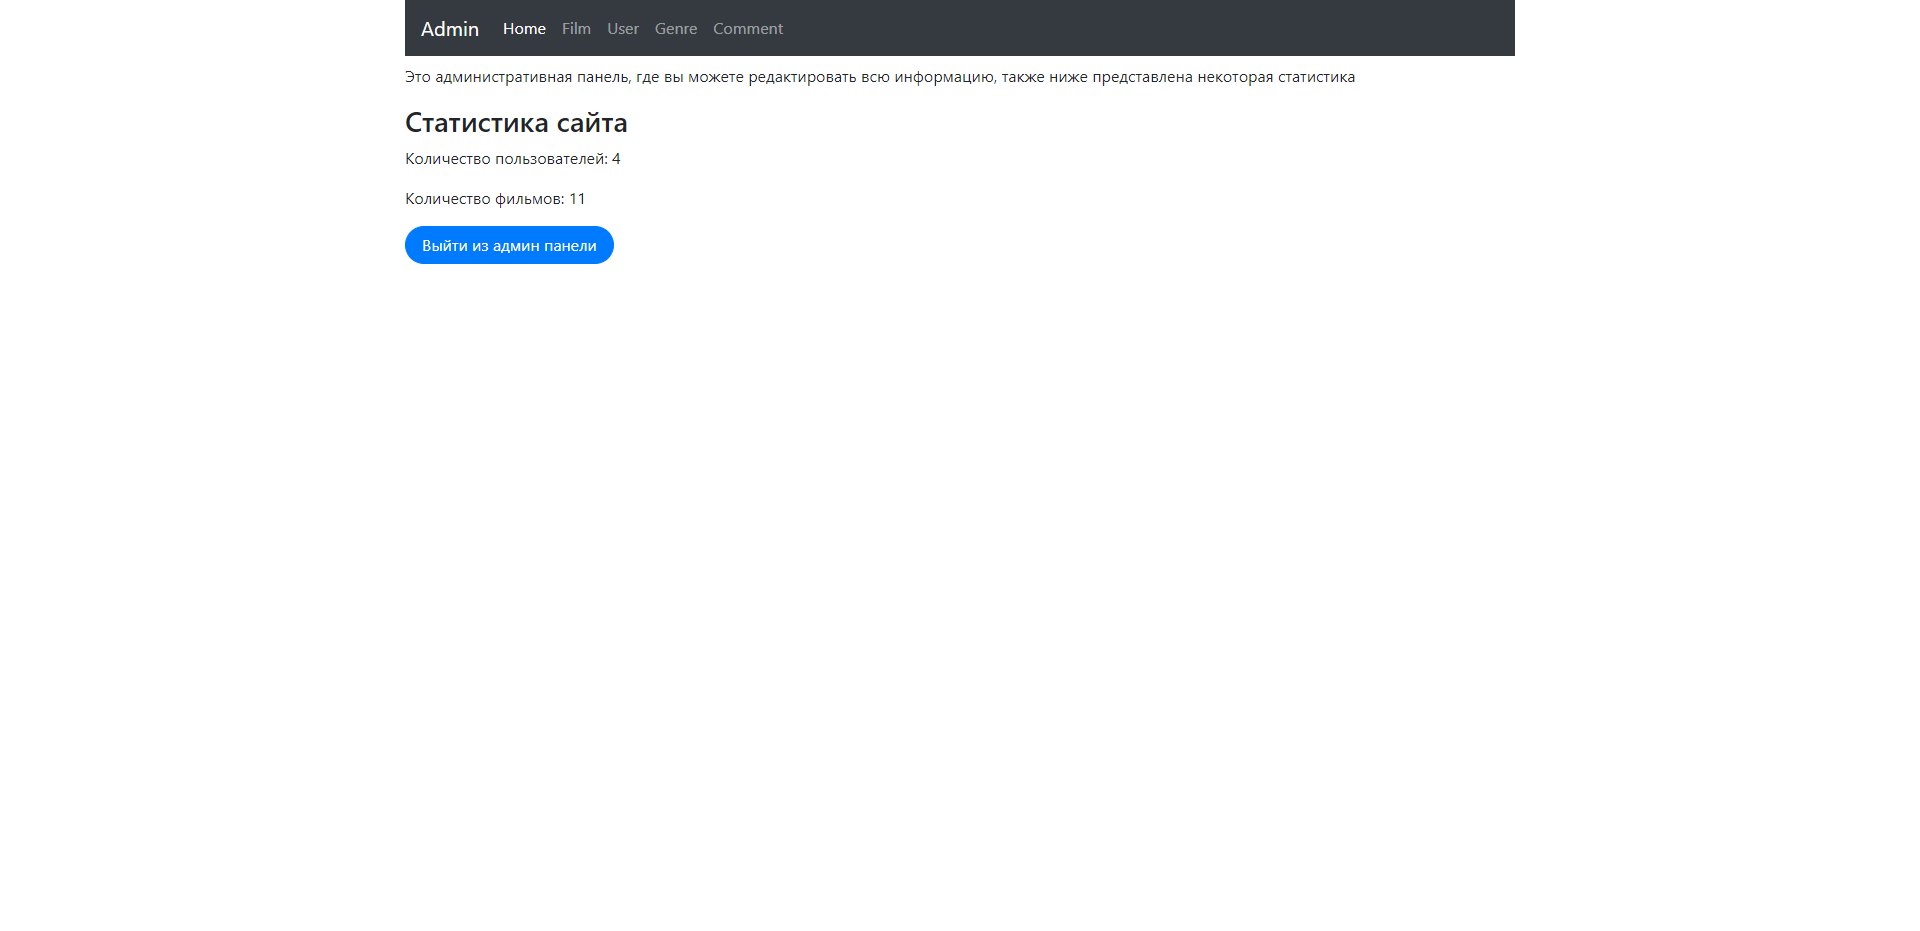 Admin Home Film User Genre Comment
Это административная панель, где вы можете редактировать всю информацию, также ниже представлена некоторая статистика
Статистика сайта
Количество пользователей: 4
Количество фильмов: 11
Выйти из админ панели